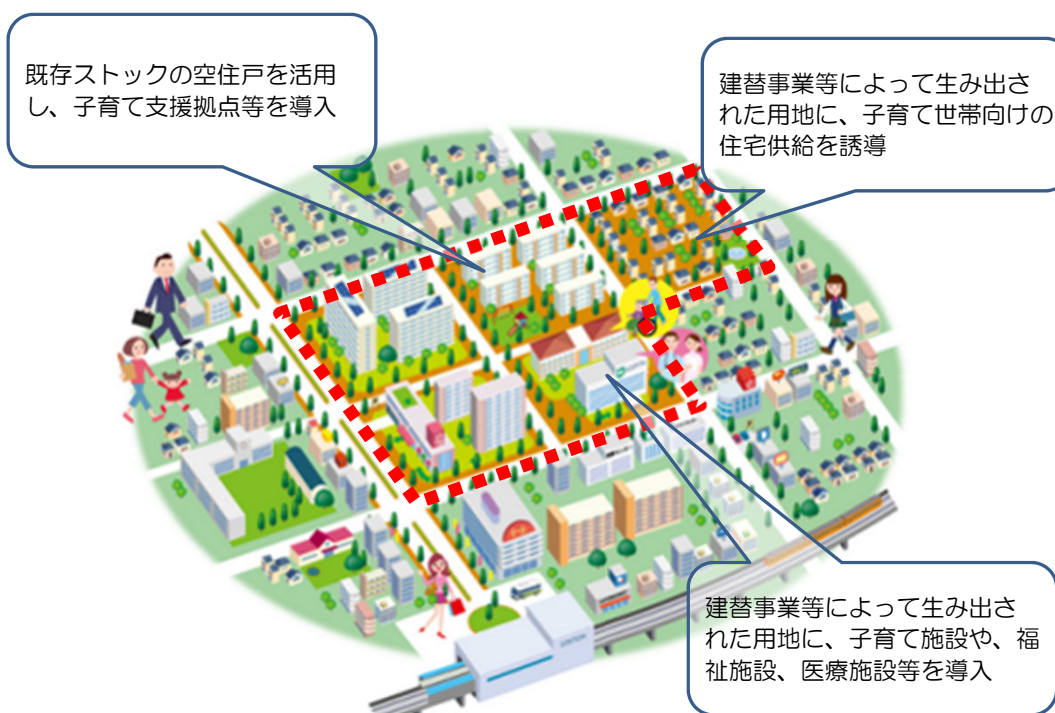 既存ストックの空住戸を活用
し、子育て支援拠点等を導入
建替事業等によって生み出さ
れた用地に、子育て世帯向けの
住宅供給を誘導
建替事業等によって生み出さ
れた用地に、子育て施設や、福
祉施設、医療施設等を導入
STATION